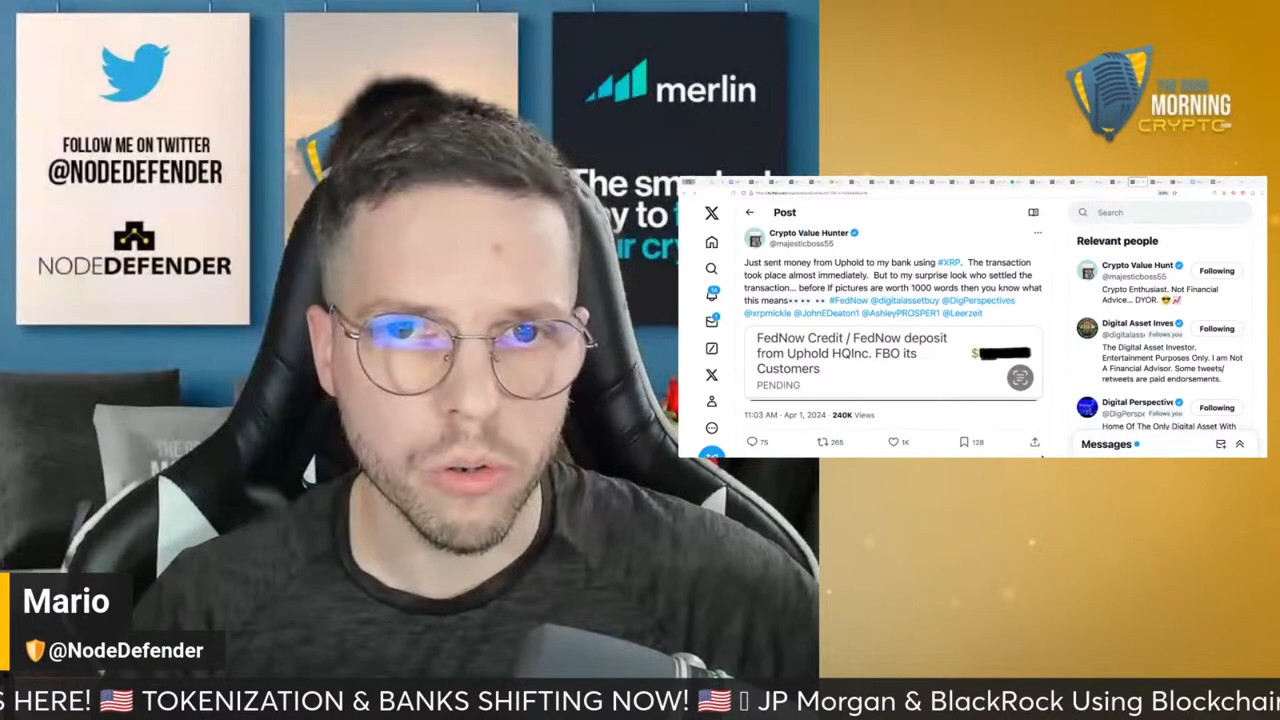 FOLLOW ME ON TWITTER
@NODEDEFENDER
NODEDEFENDER
merlin
The
y to
ur cry
MORNING
CRYPTO
Post
Search
Crypto Value Hunter
@majesticboss55
Just sent money from Uphold to my bank using #XRP. The transaction
took place almost immediately. But to my surprise look who settled the
transaction... before If pictures are worth 1000 words then you know what
this means👀 👀 #FedNow @digitalassetbuy @DigPerspectives
@xrpmickle @JohnEDeaton1 @AshleyPROSPER1 @Leerzeit
FedNow Credit / FedNow deposit
from Uphold HQInc. FBO its
Customers
$
PENDING
11:03 AM · Apr 1, 2024 · 240K Views
75 265 1K 128
Relevant people
Crypto Value Hunt
@majesticboss55
Following
Crypto Enthusiast. Not Financial
Advice... DYOR. 😎📈
Digital Asset Inves
@digitalass Follows you
Following
The Digital Asset Investor.
Entertainment Purposes Only. I am Not
A Financial Advisor. Some tweets/
retweets are paid endorsements.
Digital Perspective
@DigPerspe Follows you
Following
Home Of The Only Digital Asset With
Messages
Mario
@NodeDefender
S HERE! 🇺🇸 TOKENIZATION & BANKS SHIFTING NOW! 🇺🇸 JP Morgan & BlackRock Using Blockchain